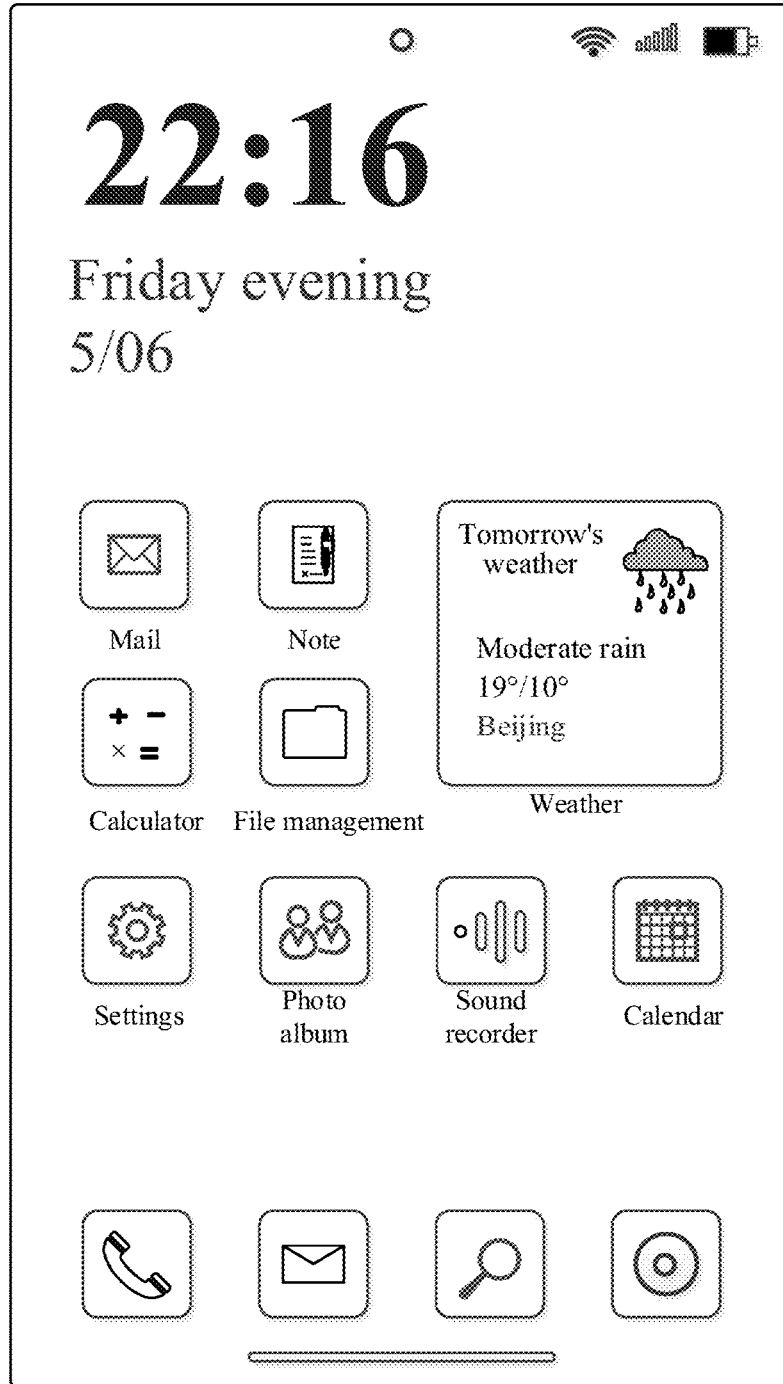 22:16
Friday evening
5/06
Mail
Note
Tomorrow's
weather
Moderate rain
19°/10°
Beijing
Calculator
File management
Weather
Settings
Photo
album
Sound
recorder
Calendar